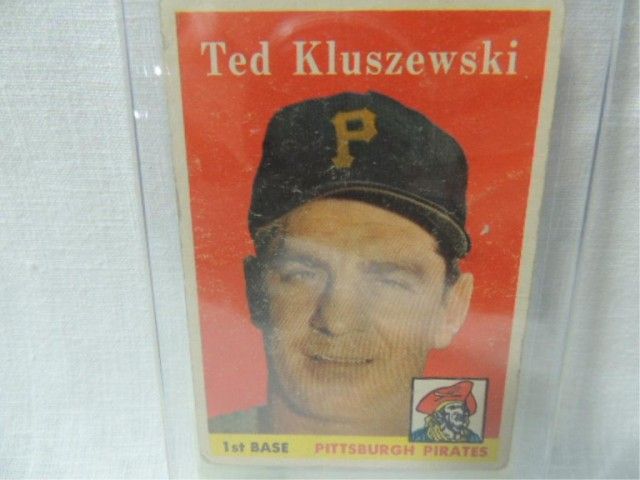 Ted Kluszewski
P
1st BASE PITTSBURGH PIRATES